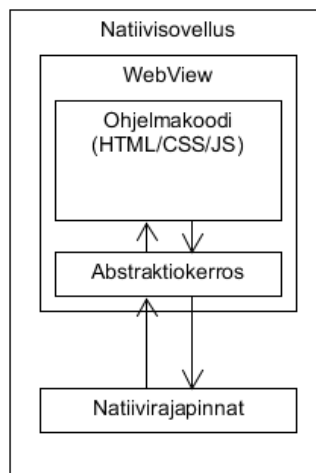 Natiivisovellus
WebView
Ohjelmakoodi
(HTML/CSS/JS)
Abstraktiokerros
Natiivirajapinnat